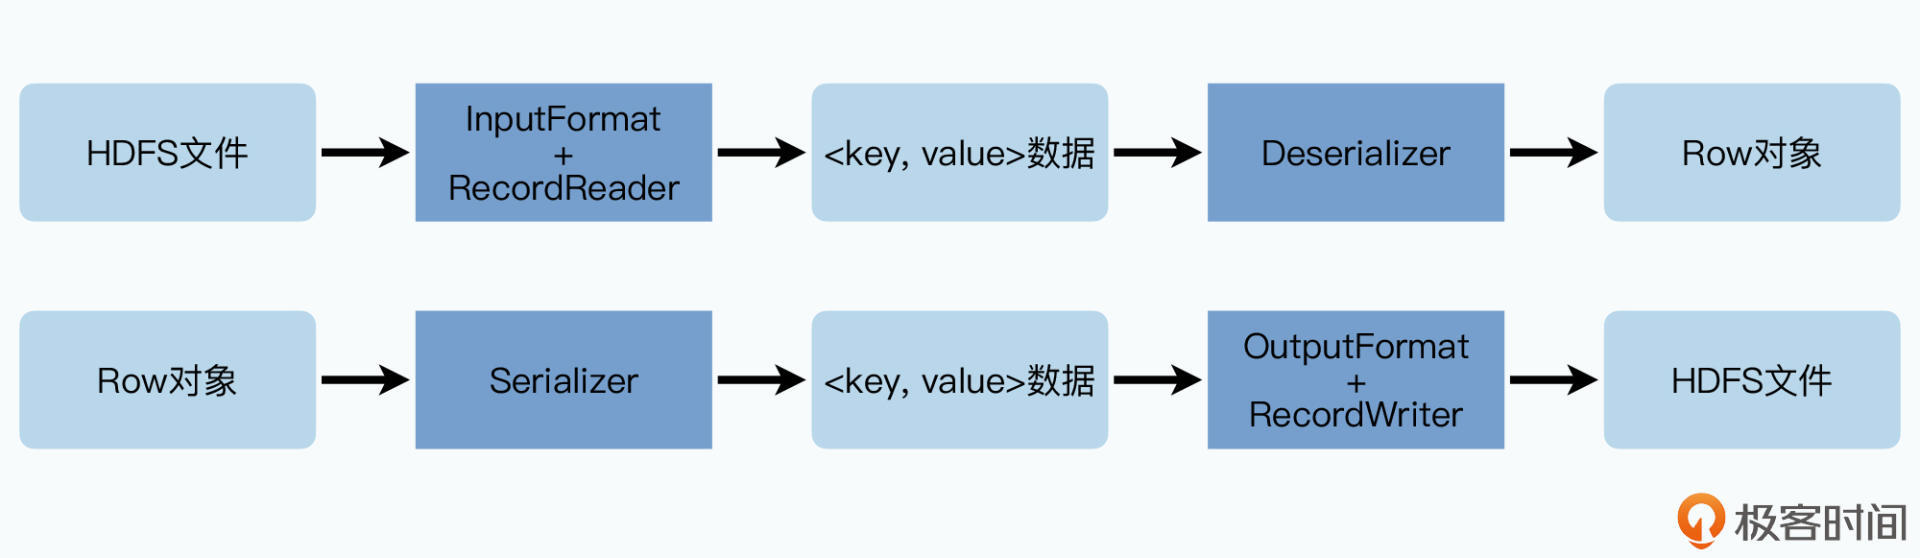 HDFS文件
InputFormat
+
RecordReader
<key, value>数据
Deserializer
Row对象
Row对象
Serializer
<key, value>数据
OutputFormat
+
RecordWriter
HDFS文件
极客时间